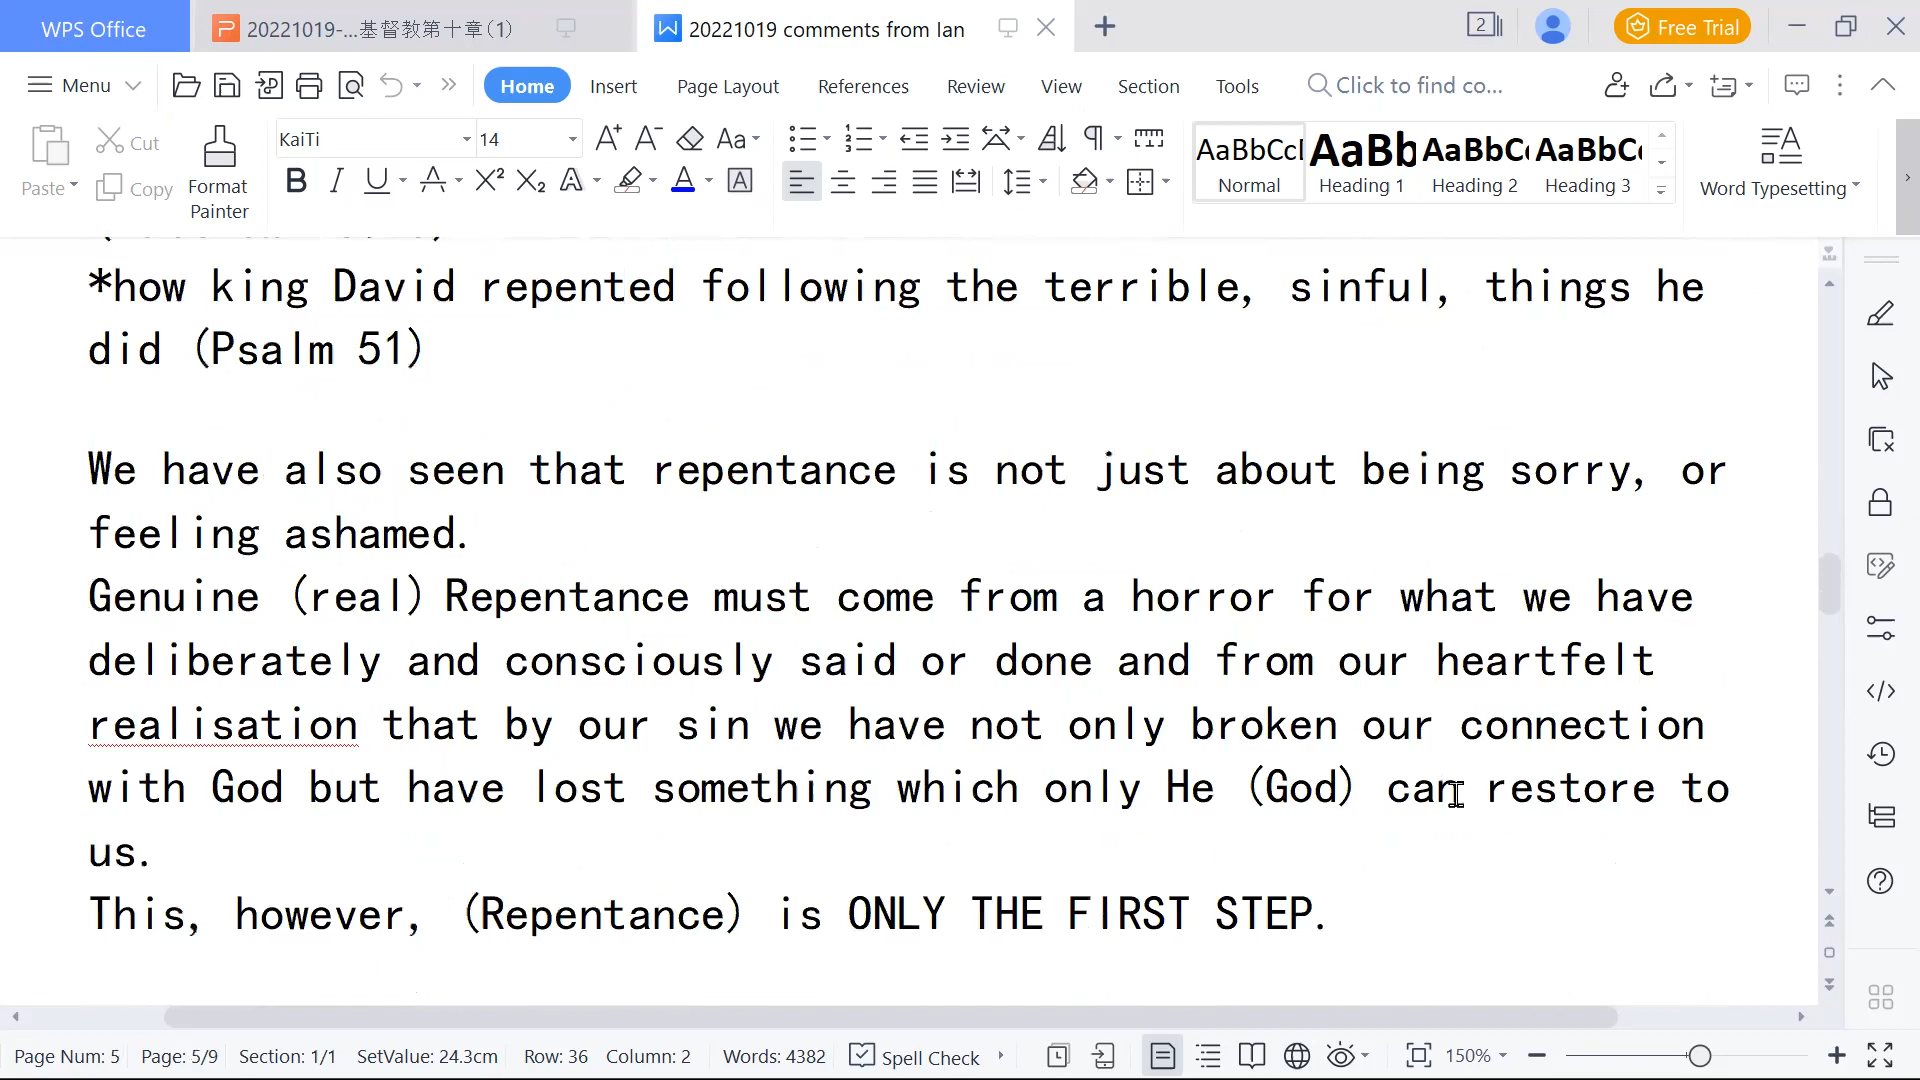 WPS Office
20221019-...基督教第十章(1)
20221019 comments from Ian
2
Free Trial
Menu
Home
Insert
Page Layout
References
Review
View
Section
Tools
Click to find co...
Paste
Cut
Copy
Format Painter
KaiTi
14
AaBbCcI
AaBb
AaBbC
AaBbC
Normal
Heading 1
Heading 2
Heading 3
Word Typesetting
*how king David repented following the terrible, sinful, things he
did (Psalm 51)
We have also seen that repentance is not just about being sorry, or
feeling ashamed.
Genuine (real) Repentance must come from a horror for what we have
deliberately and consciously said or done and from our heartfelt
realisation that by our sin we have not only broken our connection
with God but have lost something which only He (God) can restore to
us.
This, however, (Repentance) is ONLY THE FIRST STEP.
Page Num: 5
Page: 5/9
Section: 1/1
SetValue: 24.3cm
Row: 36
Column: 2
Words: 4382
Spell Check
150%